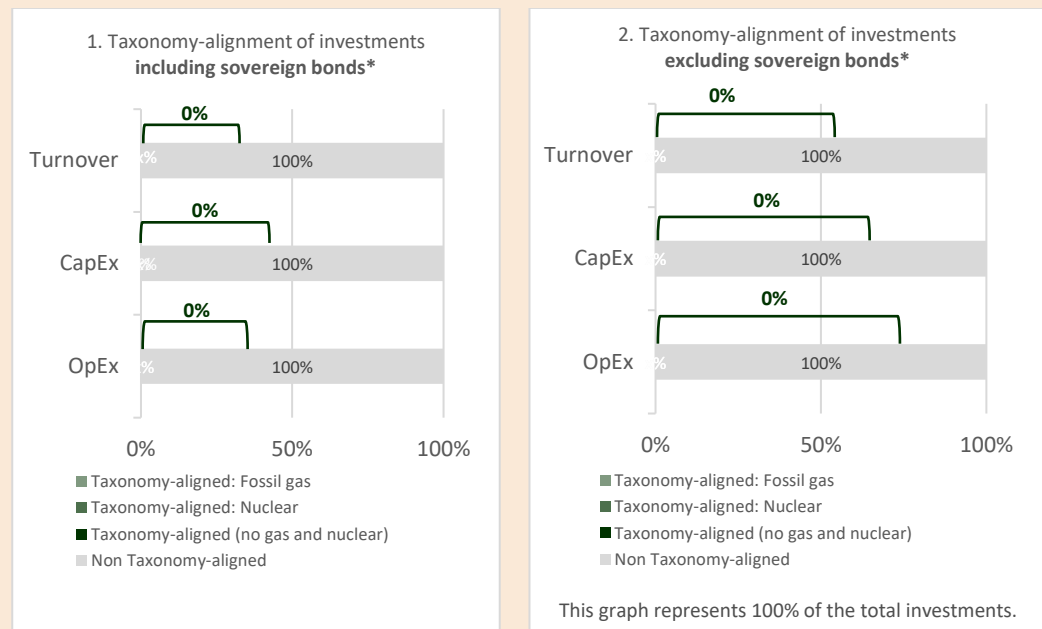 1. Taxonomy-alignment of investments
including sovereign bonds*
0%
Turnover
100%
0%
CapEx
100%
0%
OpEx
100%
0%
50%
100%
Taxonomy-aligned: Fossil gas
Taxonomy-aligned: Nuclear
Taxonomy-aligned (no gas and nuclear)
Non Taxonomy-aligned
2. Taxonomy-alignment of investments
excluding sovereign bonds*
0%
Turnover
100%
0%
CapEx
100%
0%
OpEx
100%
0%
50%
100%
Taxonomy-aligned: Fossil gas
Taxonomy-aligned: Nuclear
Taxonomy-aligned (no gas and nuclear)
Non Taxonomy-aligned
This graph represents 100% of the total investments.